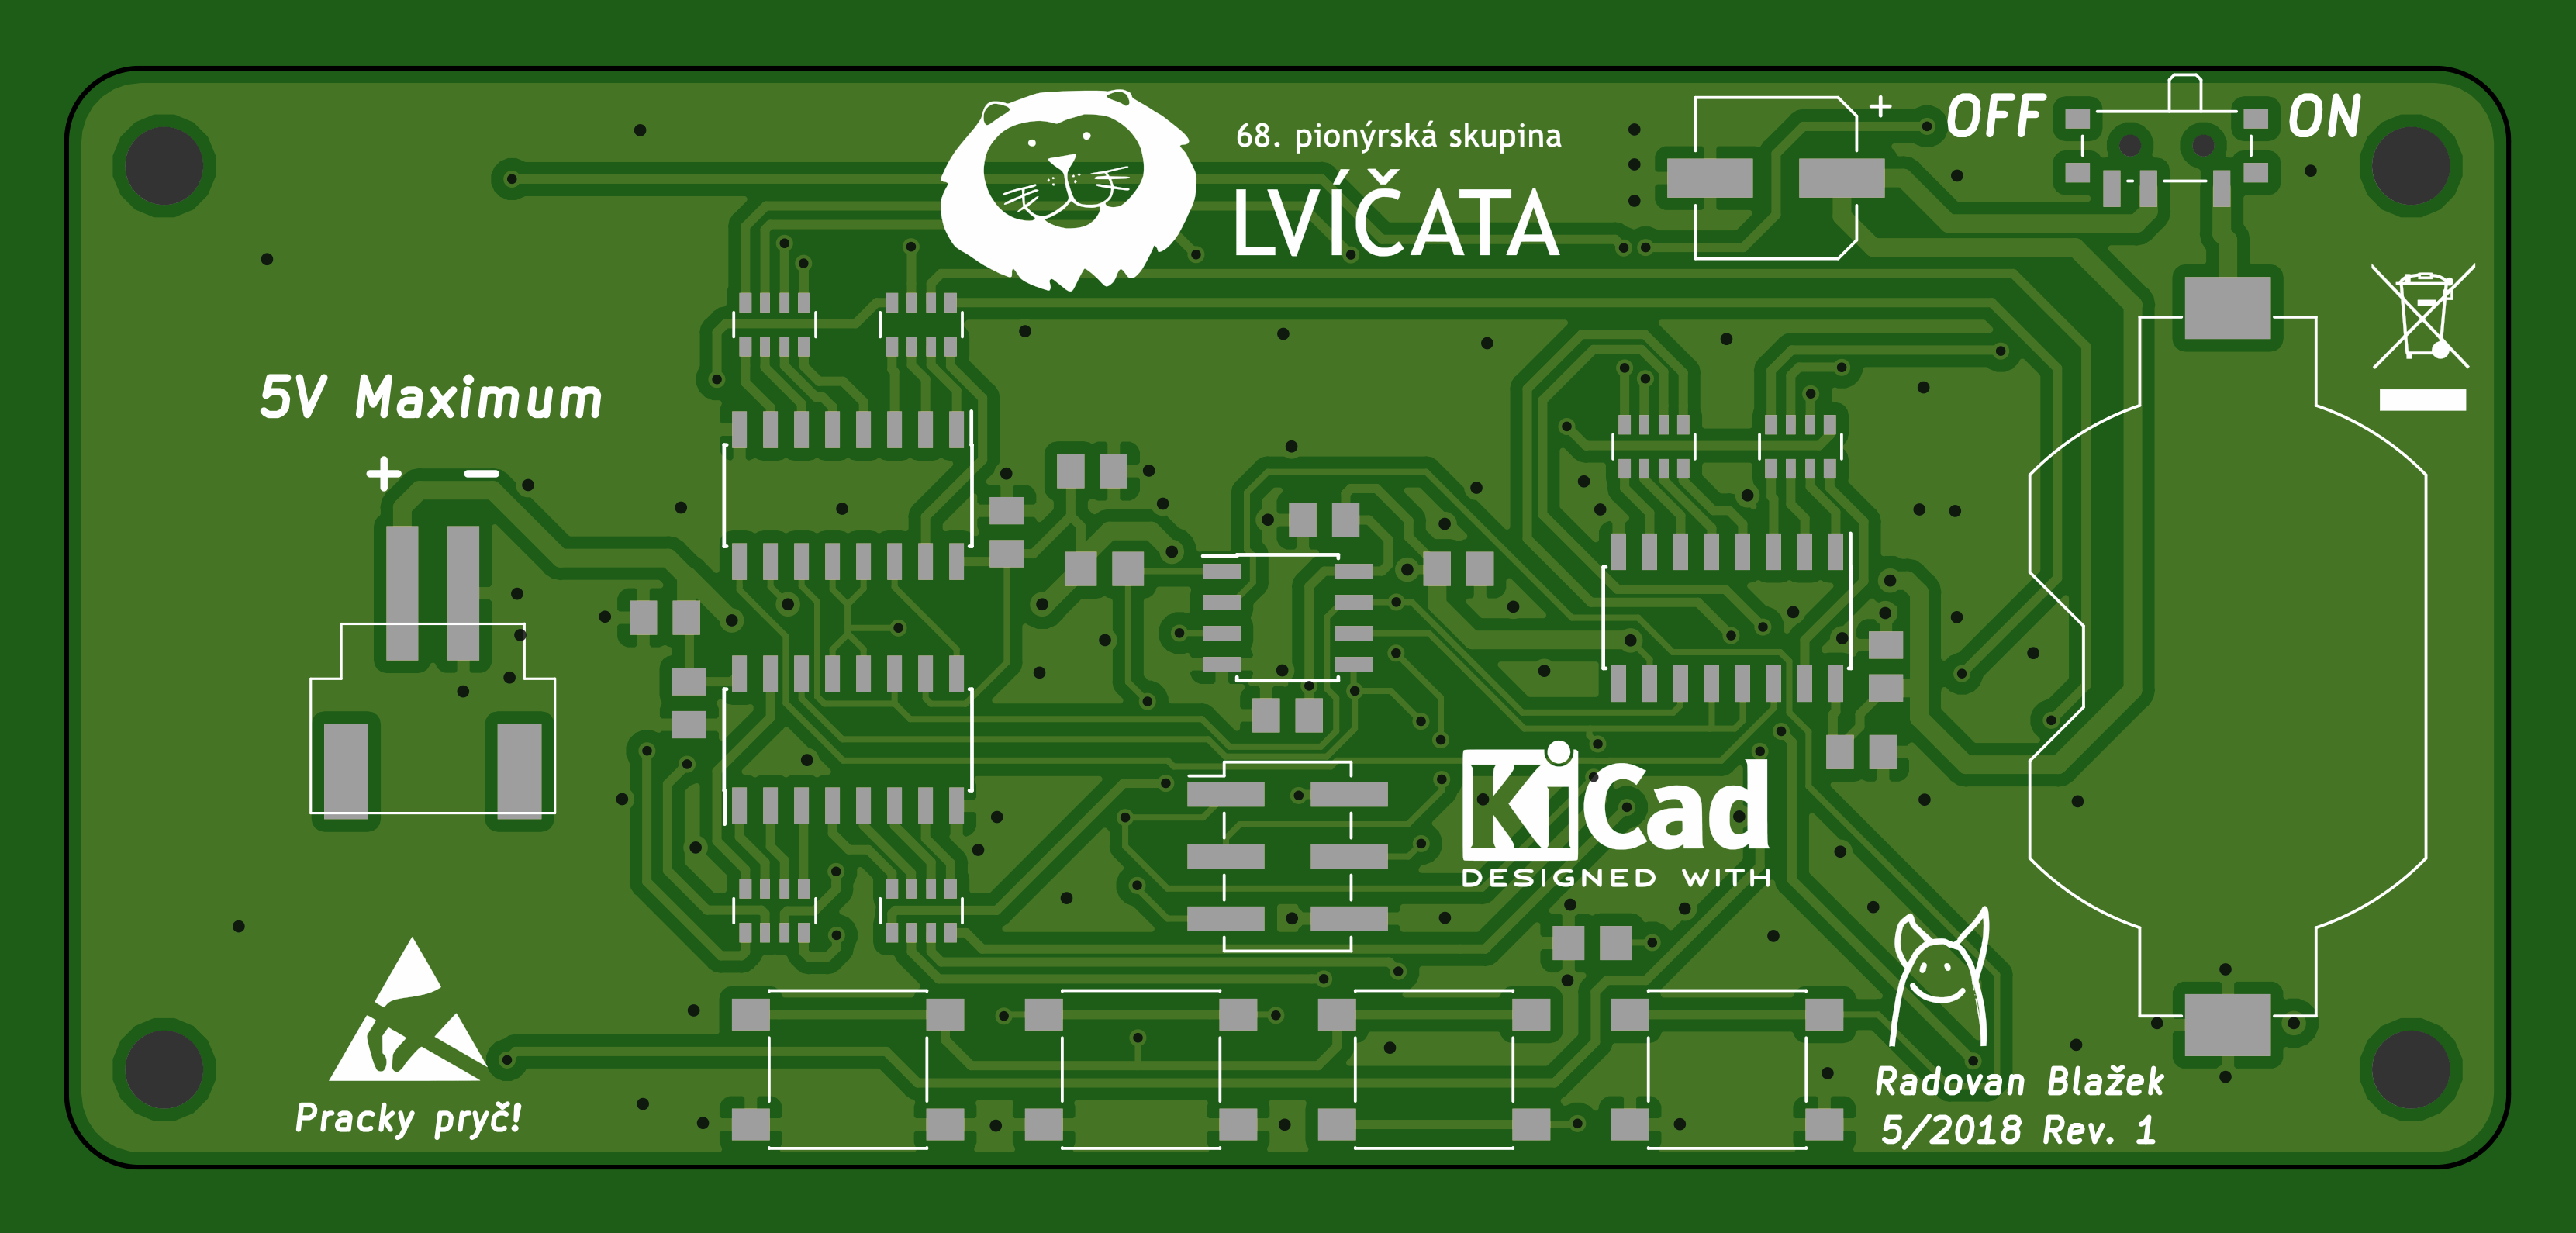 68. pionýrská skupina
LVÍČATA
+
OFF
ON
5V Maximum
+ −
KiCad
DESIGNED WITH
Pracky pryč!
Radovan Blažek
5/2018 Rev. 1